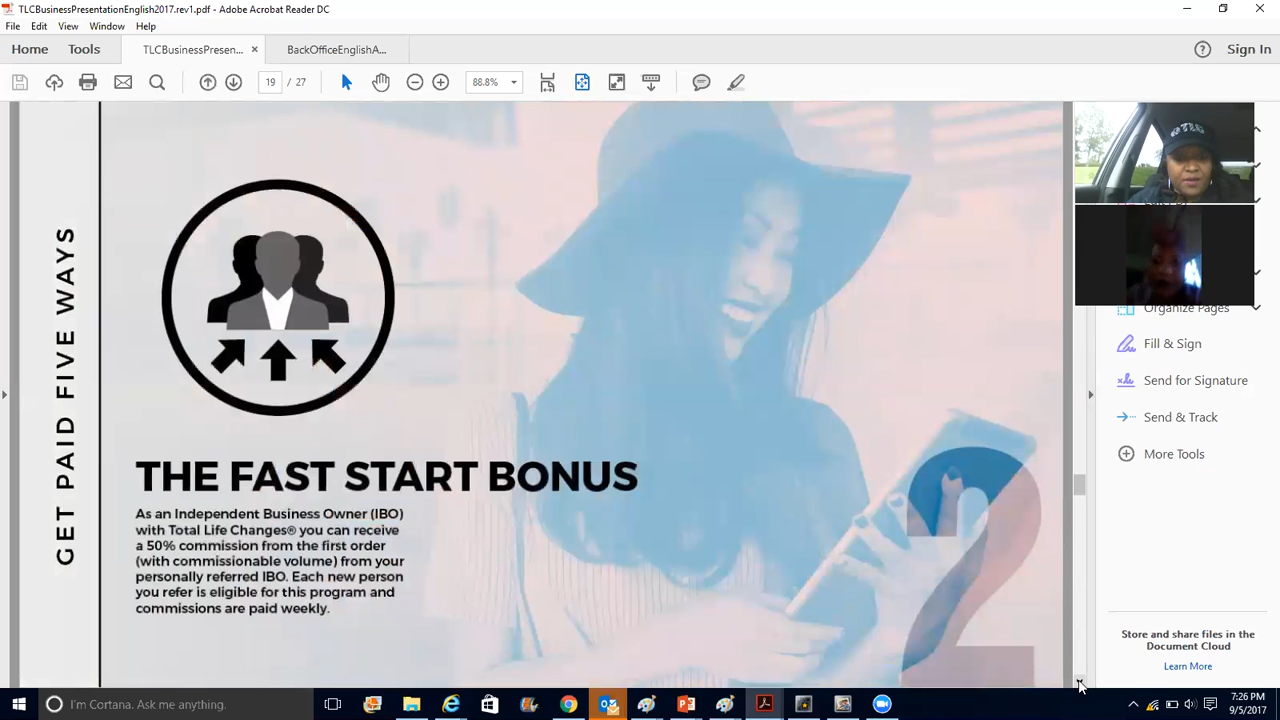 TLCBusinessPresentationEnglish2017.rev1.pdf - Adobe Acrobat Reader DC
File Edit View Window Help
Home Tools TLCBusinessPresen... × BackOfficeEnglishA... Sign In
19 / 27 88.8%
GET PAID FIVE WAYS
THE FAST START BONUS
As an Independent Business Owner (IBO)
with Total Life Changes® you can receive
a 50% commission from the first order
(with commissionable volume) from your
personally referred IBO. Each new person
you refer is eligible for this program and
commissions are paid weekly.
2
TLC
Organize Pages
Fill & Sign
Send for Signature
Send & Track
More Tools
Store and share files in the
Document Cloud
Learn More
I'm Cortana. Ask me anything.
7:26 PM
9/5/2017